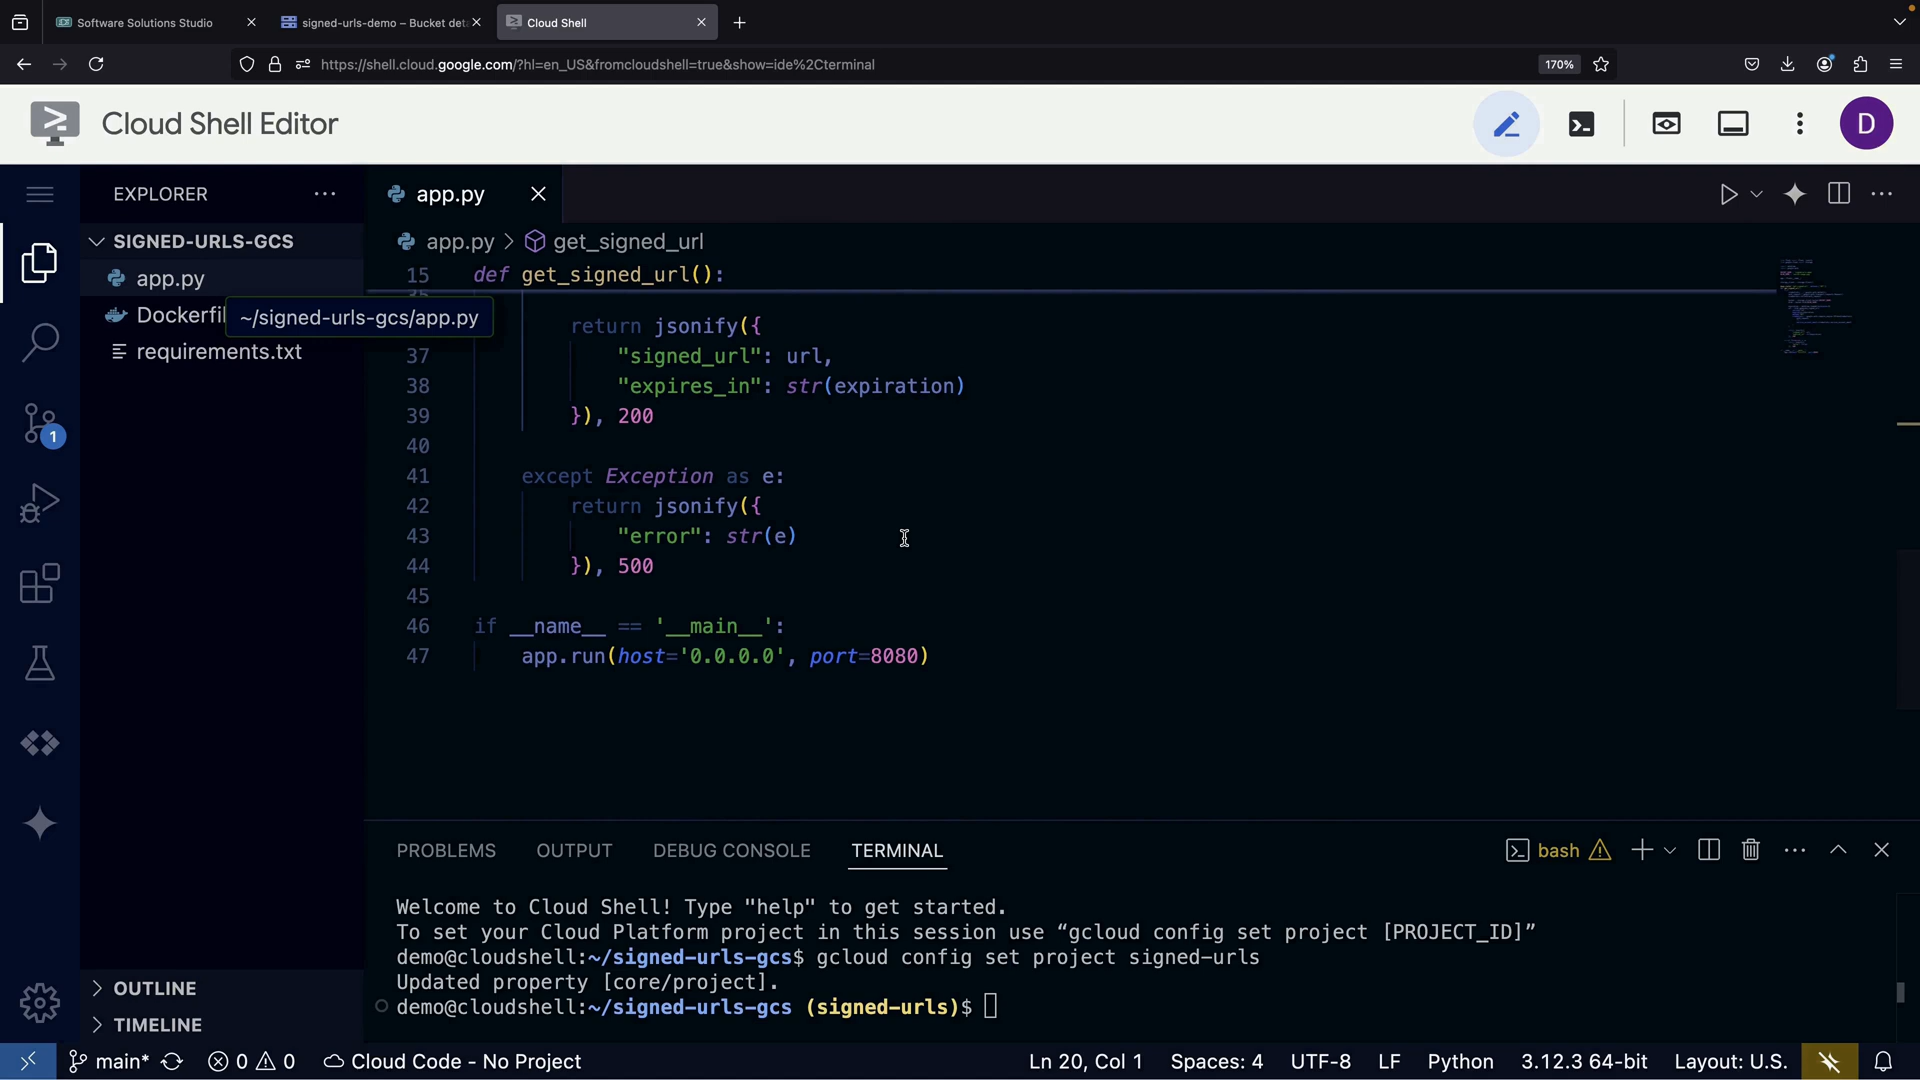 Software Solutions Studio
signed-urls-demo – Bucket deta
Cloud Shell
https://shell.cloud.google.com/?hl=en_US&fromcloudshell=true&show=ide%2Cterminal
170%
Cloud Shell Editor
D
EXPLORER
app.py
SIGNED-URLS-GCS
app.py > get_signed_url
app.py
Dockerfil
~/signed-urls-gcs/app.py
requirements.txt
15 def get_signed_url():
return jsonify({
37 "signed_url": url,
38 "expires_in": str(expiration)
39 }), 200
40
41 except Exception as e:
42 return jsonify({
43 "error": str(e)
44 }), 500
45
46 if __name__ == '__main__':
47 app.run(host='0.0.0.0', port=8080)
1
PROBLEMS OUTPUT DEBUG CONSOLE TERMINAL
bash
Welcome to Cloud Shell! Type "help" to get started.
To set your Cloud Platform project in this session use “gcloud config set project [PROJECT_ID]”
demo@cloudshell:~/signed-urls-gcs$ gcloud config set project signed-urls
Updated property [core/project].
demo@cloudshell:~/signed-urls-gcs (signed-urls)$
OUTLINE
TIMELINE
main* 0 0 Cloud Code - No Project
Ln 20, Col 1 Spaces: 4 UTF-8 LF Python 3.12.3 64-bit Layout: U.S.